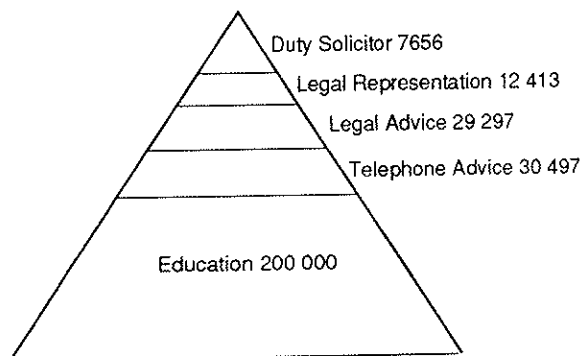 Duty Solicitor 7656
Legal Representation 12 413
Legal Advice 29 297
Telephone Advice 30 497
Education 200 000